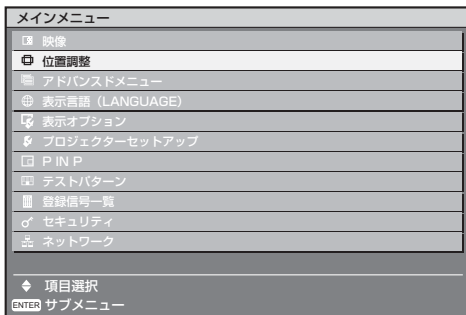 メインメニュー
映像
位置調整
アドバンスドメニュー
表示言語（LANGUAGE）
表示オプション
プロジェクターセットアップ
P IN P
テストパターン
登録信号一覧
セキュリティ
ネットワーク
項目選択
ENTER サブメニュー